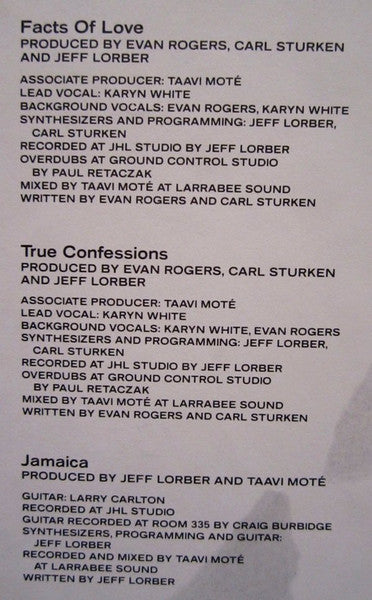 Facts Of Love
PRODUCED BY EVAN ROGERS, CARL STURKEN
AND JEFF LORBER
ASSOCIATE PRODUCER: TAAVI MOTÉ
LEAD VOCAL: KARYN WHITE
BACKGROUND VOCALS: EVAN ROGERS, KARYN WHITE
SYNTHESIZERS AND PROGRAMMING: JEFF LORBER,
CARL STURKEN
RECORDED AT JHL STUDIO BY JEFF LORBER
OVERDUBS AT GROUND CONTROL STUDIO
BY PAUL RETACZAK
MIXED BY TAAVI MOTÉ AT LARRABEE SOUND
WRITTEN BY EVAN ROGERS AND CARL STURKEN
True Confessions
PRODUCED BY EVAN ROGERS, CARL STURKEN
AND JEFF LORBER
ASSOCIATE PRODUCER: TAAVI MOTÉ
LEAD VOCAL: KARYN WHITE
BACKGROUND VOCALS: KARYN WHITE, EVAN ROGERS
SYNTHESIZERS AND PROGRAMMING: JEFF LORBER,
CARL STURKEN
RECORDED AT JHL STUDIO BY JEFF LORBER
OVERDUBS AT GROUND CONTROL STUDIO
BY PAUL RETACZAK
MIXED BY TAAVI MOTÉ AT LARRABEE SOUND
WRITTEN BY EVAN ROGERS AND CARL STURKEN
Jamaica
PRODUCED BY JEFF LORBER AND TAAVI MOTÉ
GUITAR: LARRY CARLTON
RECORDED AT JHL STUDIO
GUITAR RECORDED AT ROOM 335 BY CRAIG BURBIDGE
SYNTHESIZERS, PROGRAMMING AND GUITAR:
JEFF LORBER
RECORDED AND MIXED BY TAAVI MOTÉ
AT LARRABEE SOUND
WRITTEN BY JEFF LORBER